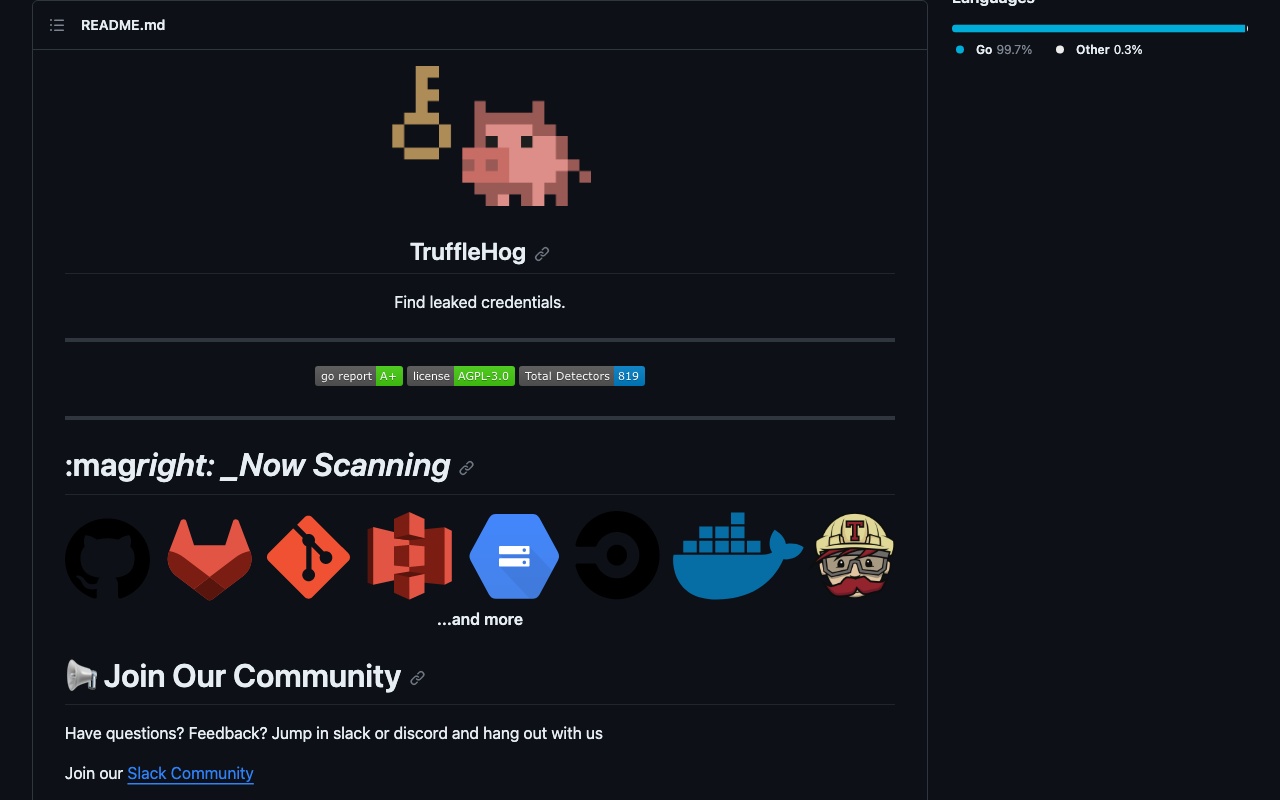 README.md
Languages
Go 99.7%
Other 0.3%
TruffleHog
Find leaked credentials.
go report A+ license AGPL-3.0 Total Detectors 819
:magright: _Now Scanning
T
...and more
Join Our Community
Have questions? Feedback? Jump in slack or discord and hang out with us
Join our Slack Community